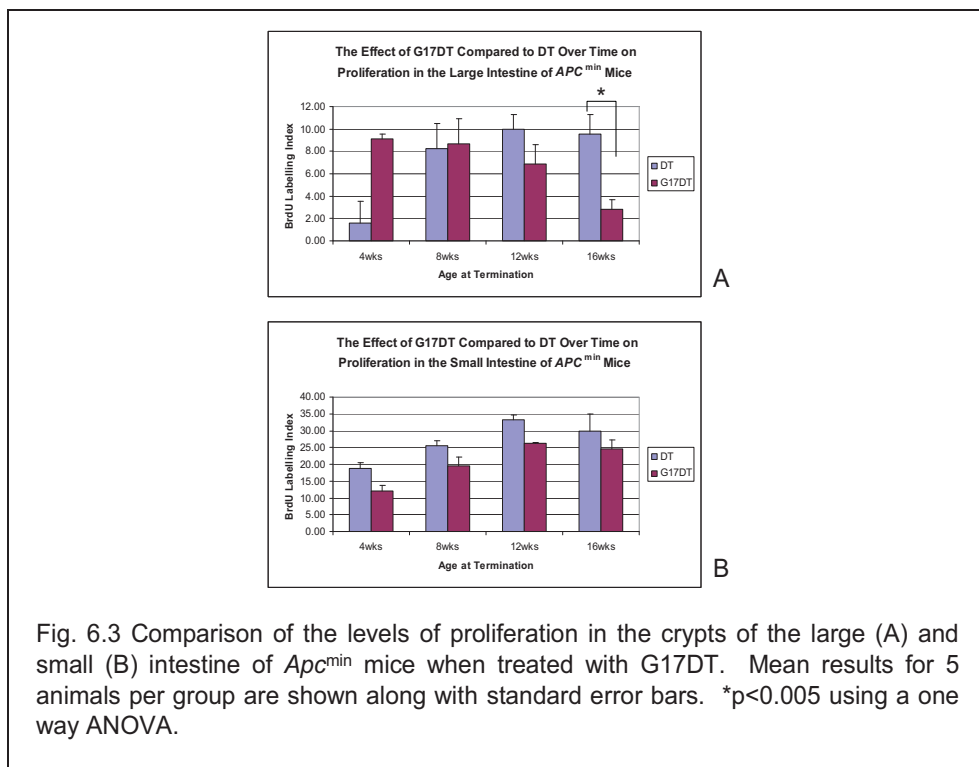 The Effect of G17DT Compared to DT Over Time on
Proliferation in the Large Intestine of APC min Mice
*
12.00
10.00
8.00
6.00
4.00
2.00
0.00
BrdU Labelling Index
4wks 8wks 12wks 16wks
Age at Termination
DT
G17DT
A
The Effect of G17DT Compared to DT Over Time on
Proliferation in the Small Intestine of APC min Mice
40.00
35.00
30.00
25.00
20.00
15.00
10.00
5.00
0.00
BrdU Labelling Index
4wks 8wks 12wks 16wks
Age at Termination
DT
G17DT
B
Fig. 6.3 Comparison of the levels of proliferation in the crypts of the large (A) and
small (B) intestine of Apcmin mice when treated with G17DT. Mean results for 5
animals per group are shown along with standard error bars. *p<0.005 using a one
way ANOVA.